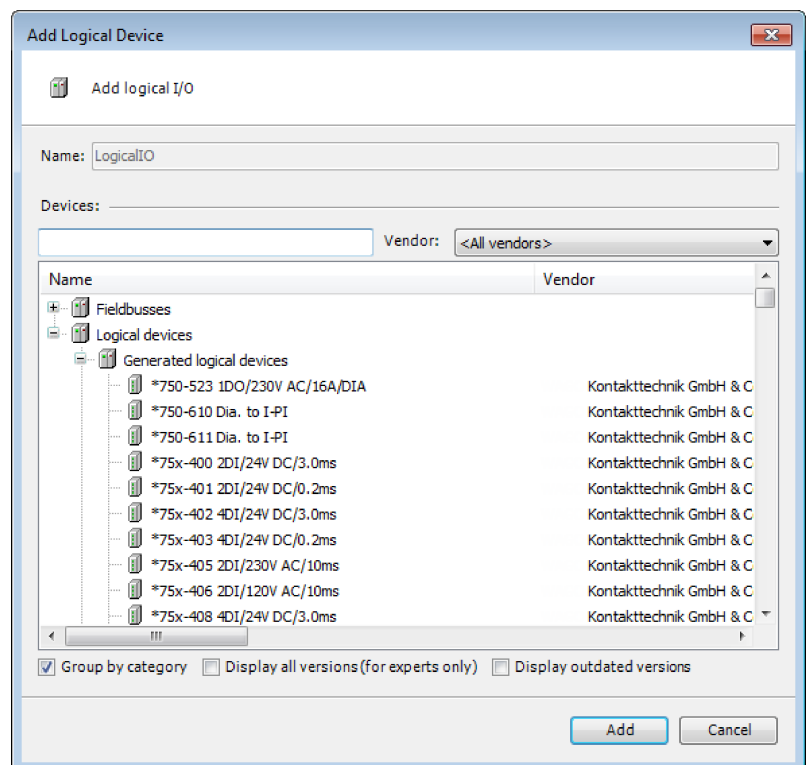 Add Logical Device
Add logical I/O
Name: LogicalIO
Devices:
Vendor: <All vendors>
Name Vendor
Fieldbusses
Logical devices
Generated logical devices
*750-523 1DO/230V AC/16A/DIA Kontakttechnik GmbH & C
*750-610 Dia. to I-PI Kontakttechnik GmbH & C
*750-611 Dia. to I-PI Kontakttechnik GmbH & C
*75x-400 2DI/24V DC/3.0ms Kontakttechnik GmbH & C
*75x-401 2DI/24V DC/0.2ms Kontakttechnik GmbH & C
*75x-402 4DI/24V DC/3.0ms Kontakttechnik GmbH & C
*75x-403 4DI/24V DC/0.2ms Kontakttechnik GmbH & C
*75x-405 2DI/230V AC/10ms Kontakttechnik GmbH & C
*75x-406 2DI/120V AC/10ms Kontakttechnik GmbH & C
*75x-408 4DI/24V DC/3.0ms Kontakttechnik GmbH & C
Group by category Display all versions (for experts only) Display outdated versions
Add Cancel